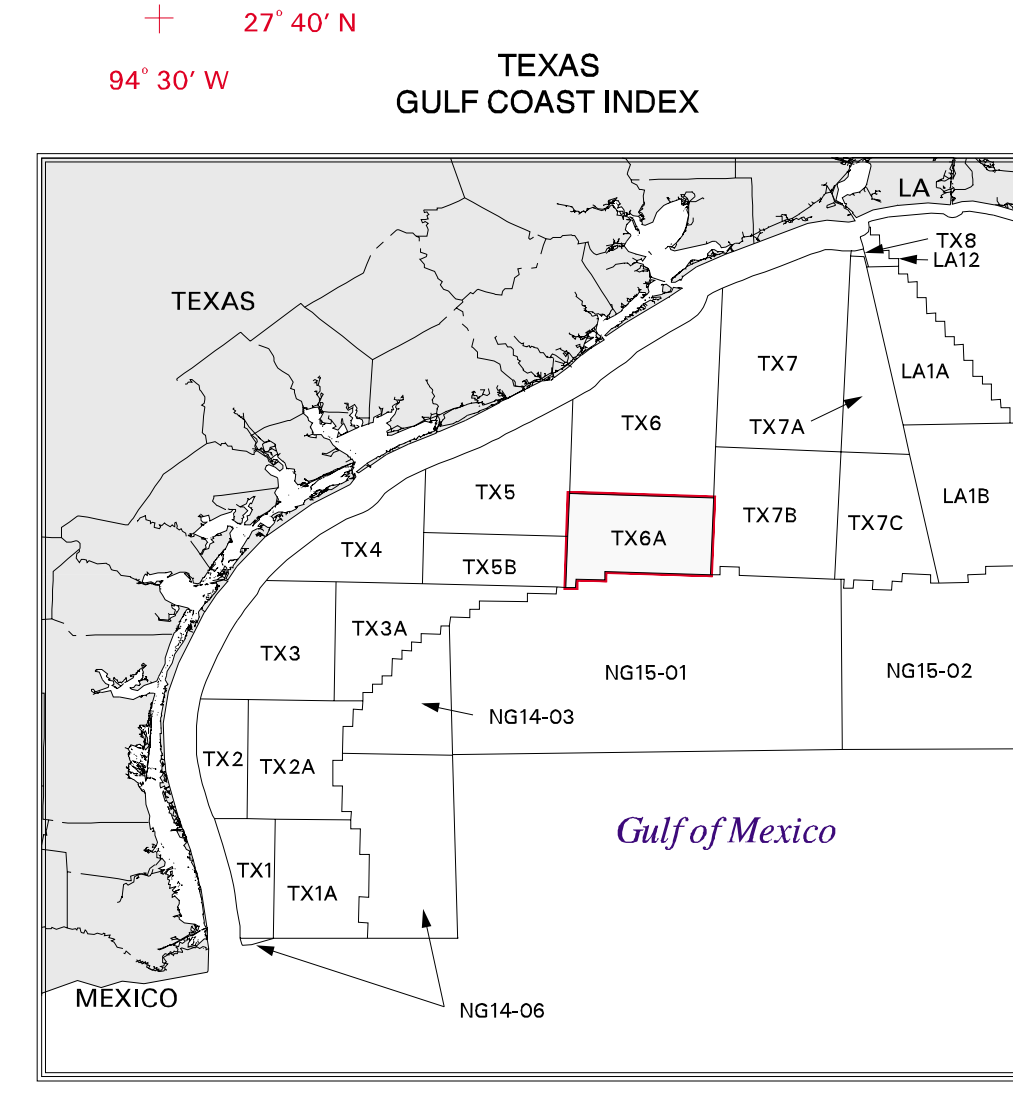 27° 40′ N
94° 30′ W
TEXAS
GULF COAST INDEX
LA
TX8
LA12
TEXAS
TX7
LA1A
TX6
TX7A
TX5
LA1B
TX7B
TX7C
TX6A
TX4
TX5B
TX3A
TX3
NG15-01
NG15-02
NG14-03
TX2
TX2A
Gulf of Mexico
TX1
TX1A
MEXICO
NG14-06